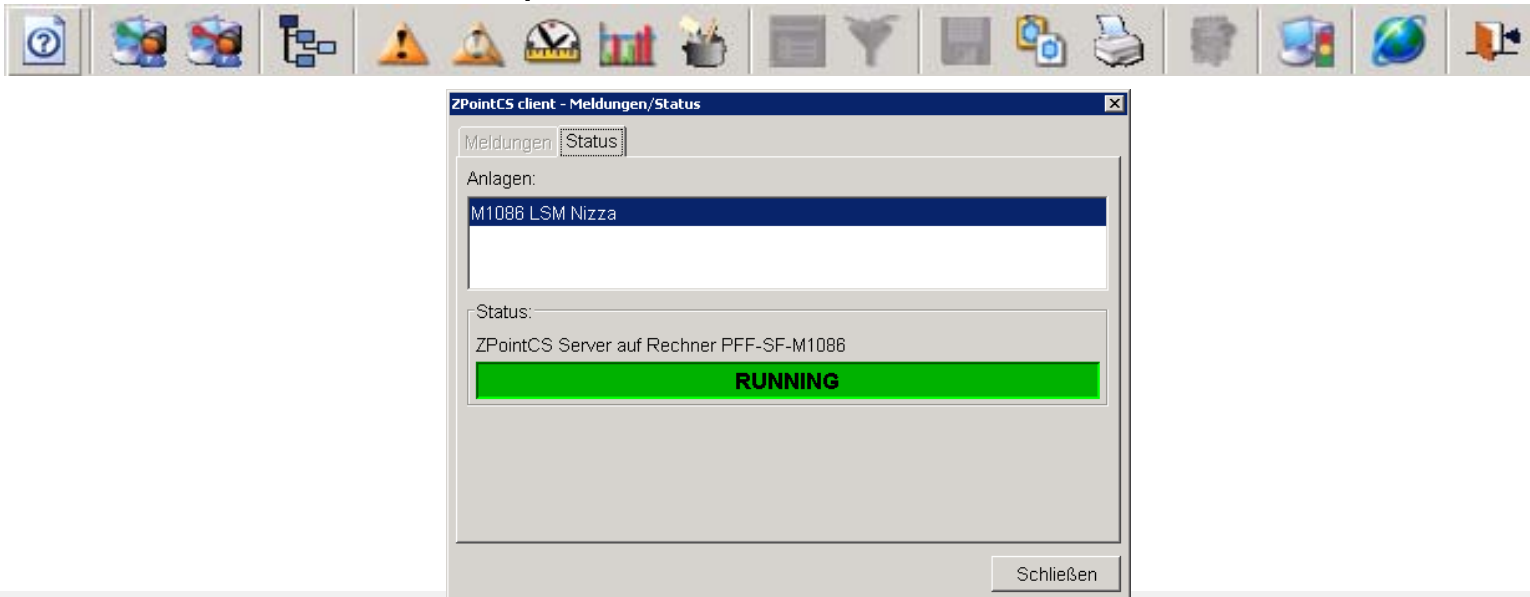 ZPointCS client - Meldungen/Status
Meldungen Status
Anlagen:
M1086 LSM Nizza
Status:
ZPointCS Server auf Rechner PFF-SF-M1086
RUNNING
Schließen